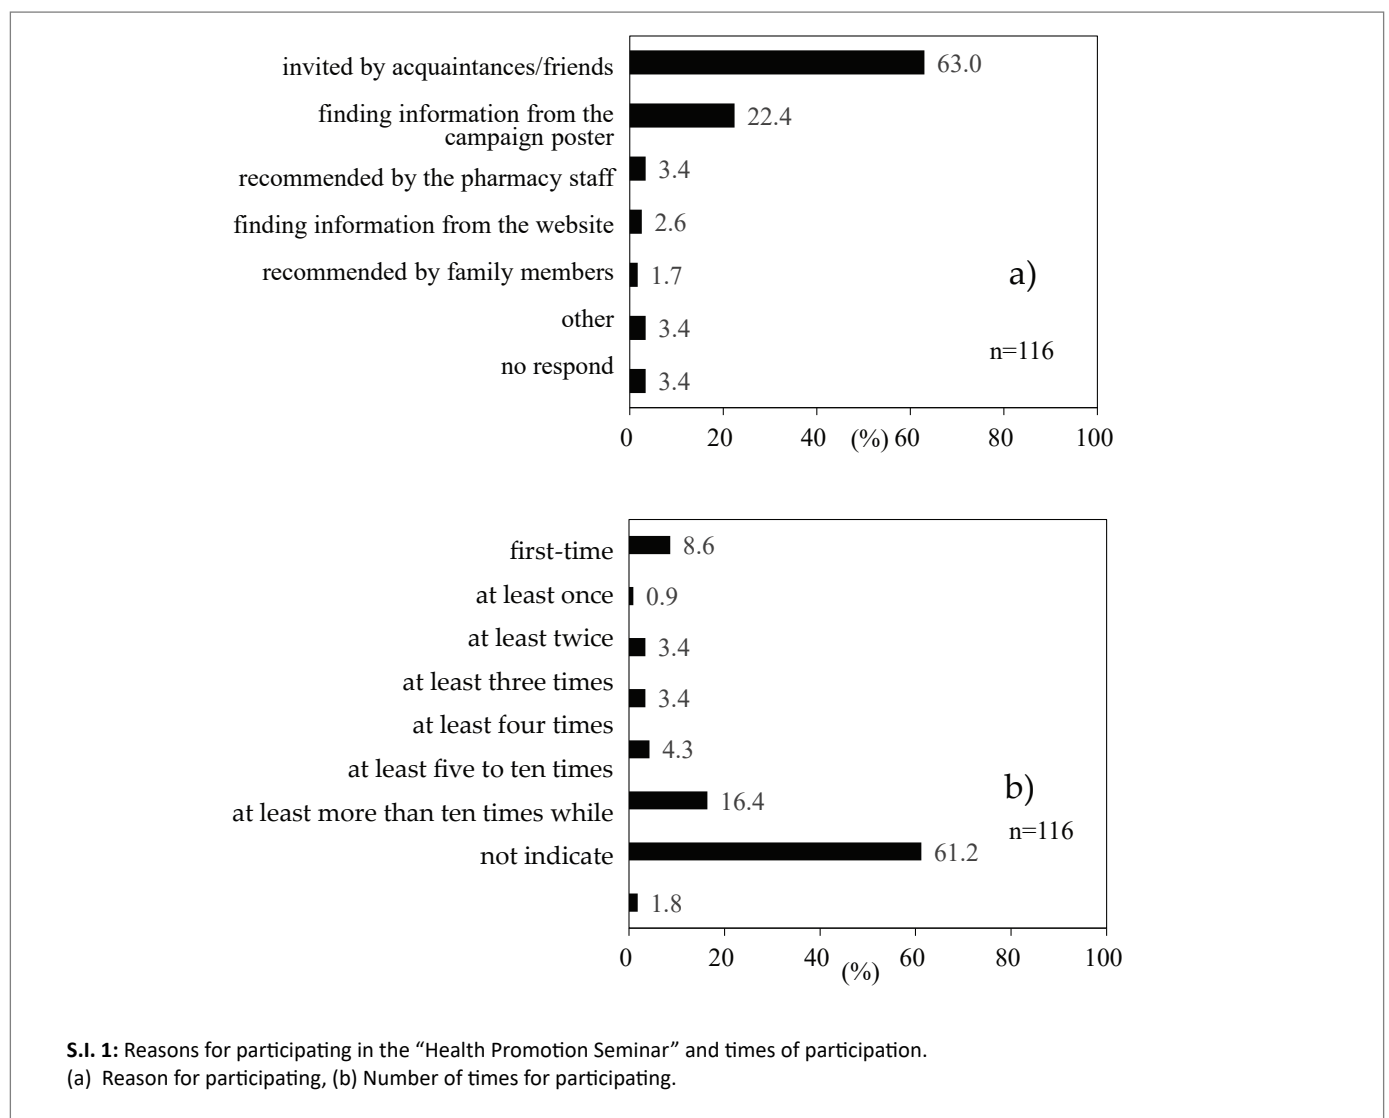 invited by acquaintances/friends
63.0
finding information from the
campaign poster
22.4
recommended by the pharmacy staff
3.4
finding information from the website
2.6
recommended by family members
1.7
a)
other
3.4
n=116
no respond
3.4
0 20 40 (%) 60 80 100
first-time
8.6
at least once
0.9
at least twice
3.4
at least three times
3.4
at least four times
4.3
at least five to ten times
16.4
b)
at least more than ten times while
n=116
not indicate
61.2
1.8
0 20 40 60 80 100
(%)
S.I. 1: Reasons for participating in the “Health Promotion Seminar” and times of participation.
(a) Reason for participating, (b) Number of times for participating.